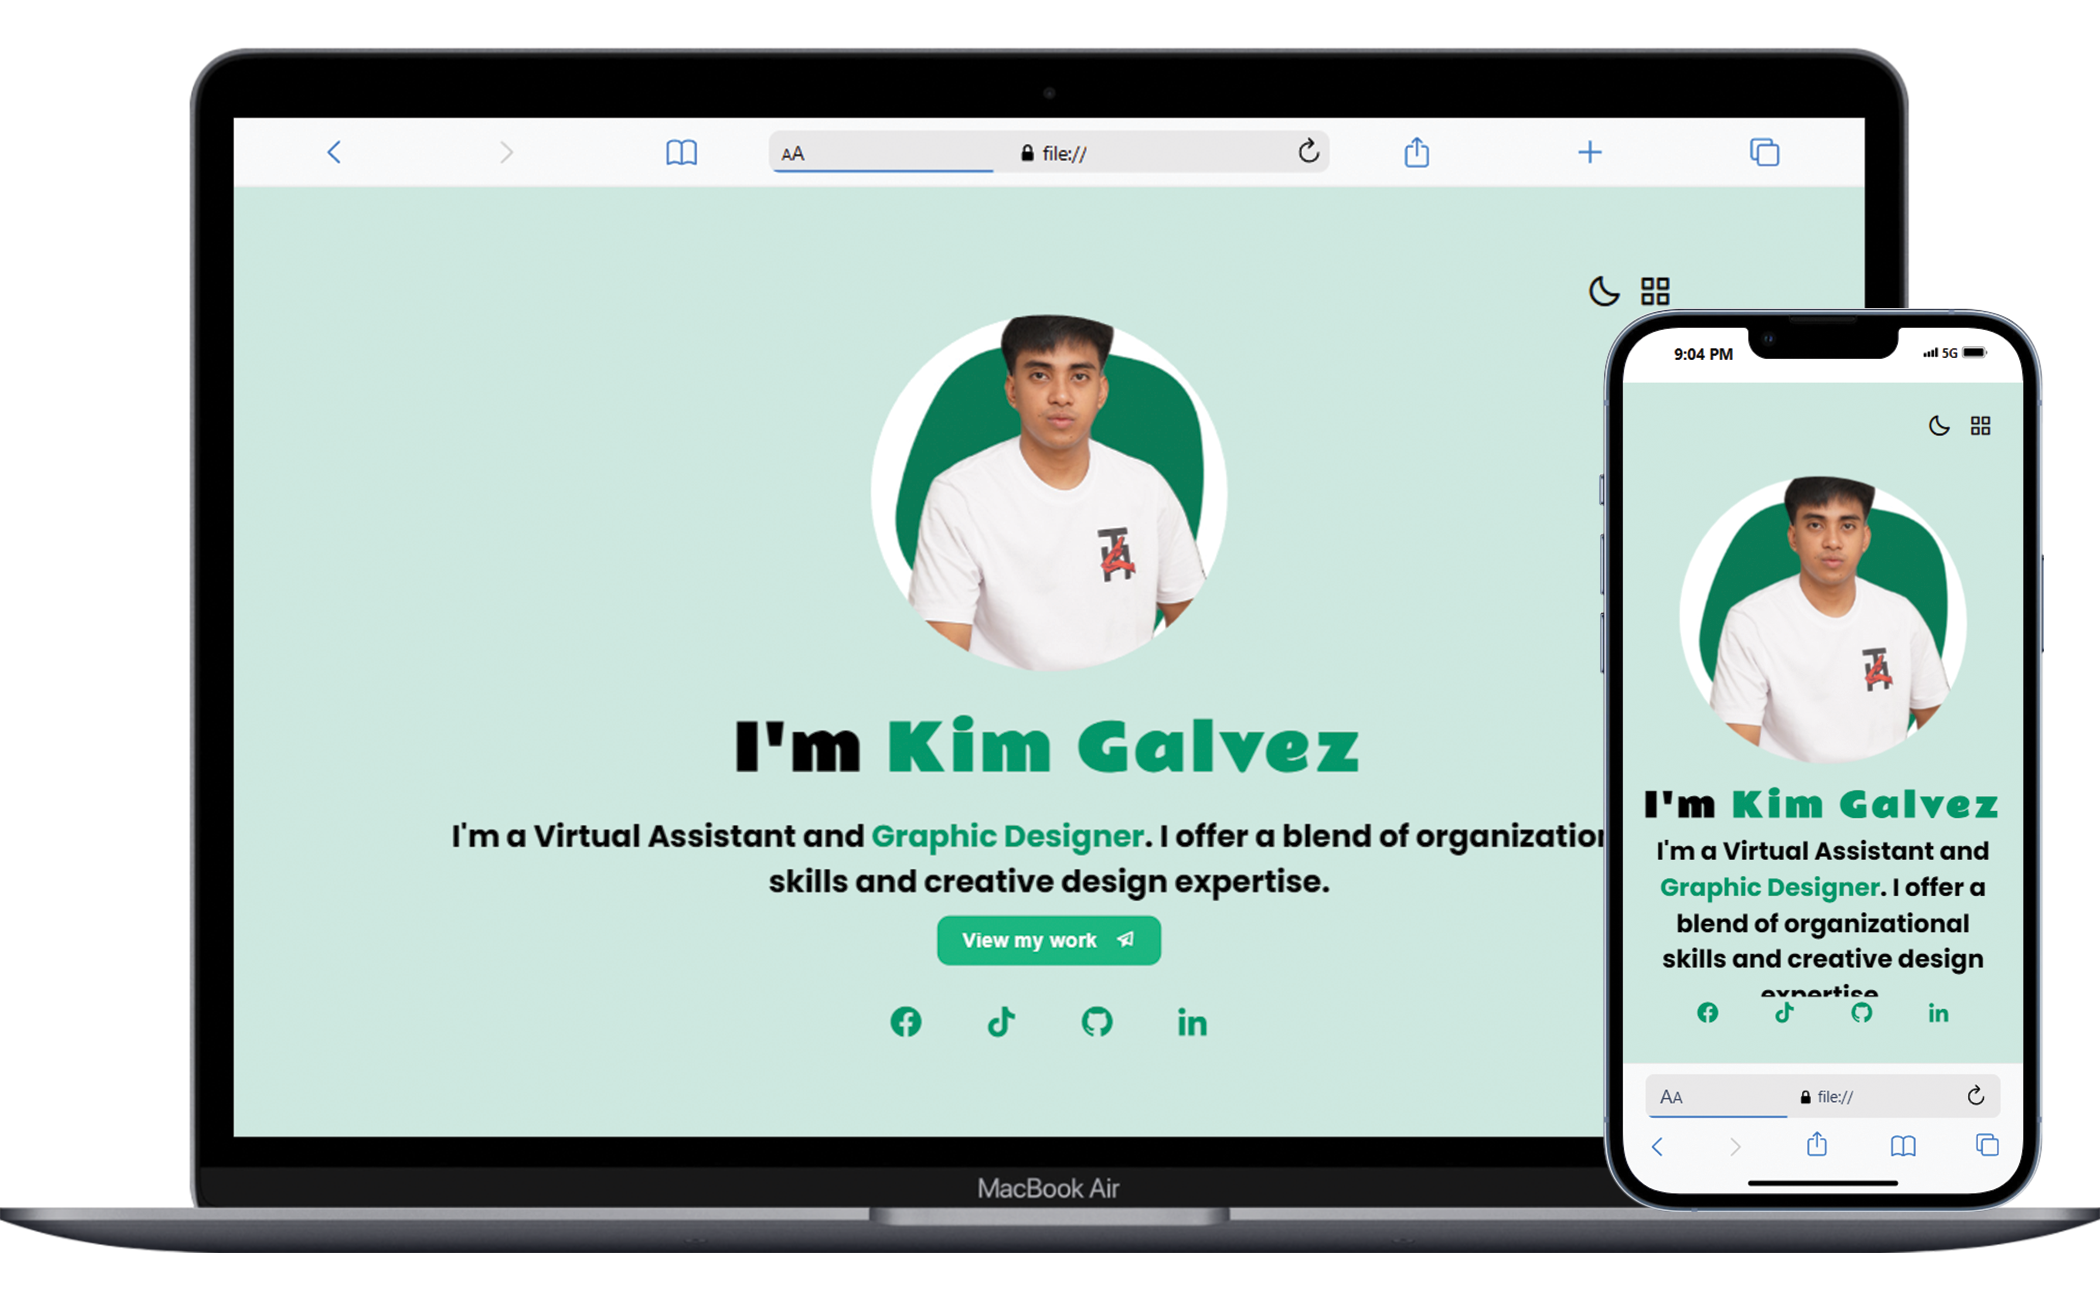 AA
file://
I'm Kim Galvez
I'm a Virtual Assistant and Graphic Designer. I offer a blend of organization
skills and creative design expertise.
View my work
MacBook Air
9:04 PM
5G
I'm Kim Galvez
I'm a Virtual Assistant and
Graphic Designer. I offer a
blend of organizational
skills and creative design
expertise
AA
file://